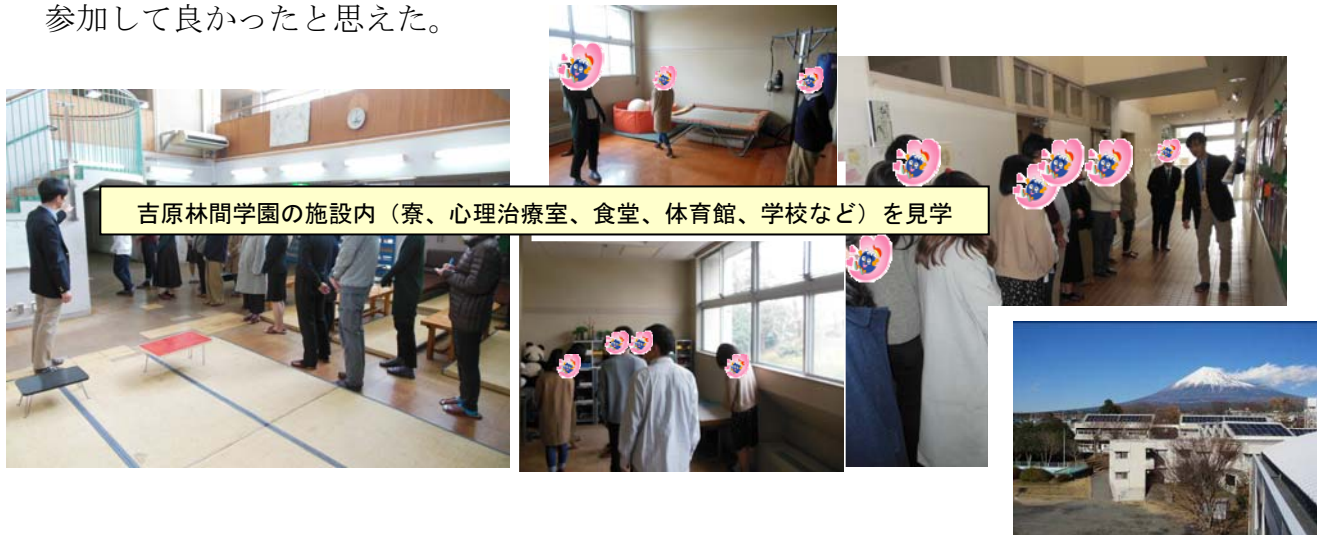 参加して良かったと思えた。
吉原林間学園の施設内（寮、心理治療室、食堂、体育館、学校など）を見学